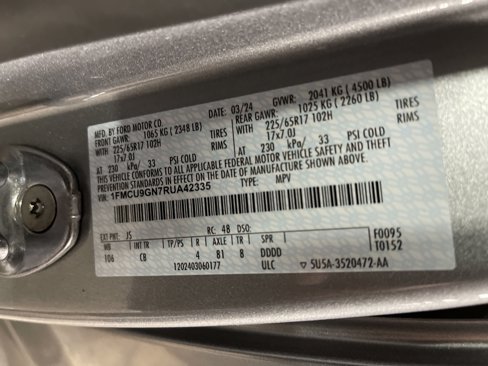 MFD. BY FORD MOTOR CO.
DATE: 03/24 GVWR: 2041 KG ( 4500 LB)
FRONT GAWR: 1065 KG ( 2348 LB) REAR GAWR: 1025 KG ( 2260 LB)
WITH 225/65R17 102H TIRES WITH 225/65R17 102H TIRES
17x7.0J RIMS 17x7.0J RIMS
AT 230 kPa/ 33 PSI COLD AT 230 kPa/ 33 PSI COLD
THIS VEHICLE CONFORMS TO ALL APPLICABLE FEDERAL MOTOR VEHICLE SAFETY AND THEFT PREVENTION STANDARDS IN EFFECT ON THE
DATE OF MANUFACTURE SHOWN ABOVE.
VIN: 1FMCU9GN7RUA42335 TYPE: MPV
EXT PNT: JS RC: 48 DSO: F0095
WB INT TR TP/PS R AXLE TR SPR T0152
106 CB 4 B1 8 DDDD
1202403060177 ULC ▽5U5A-3520472-AA